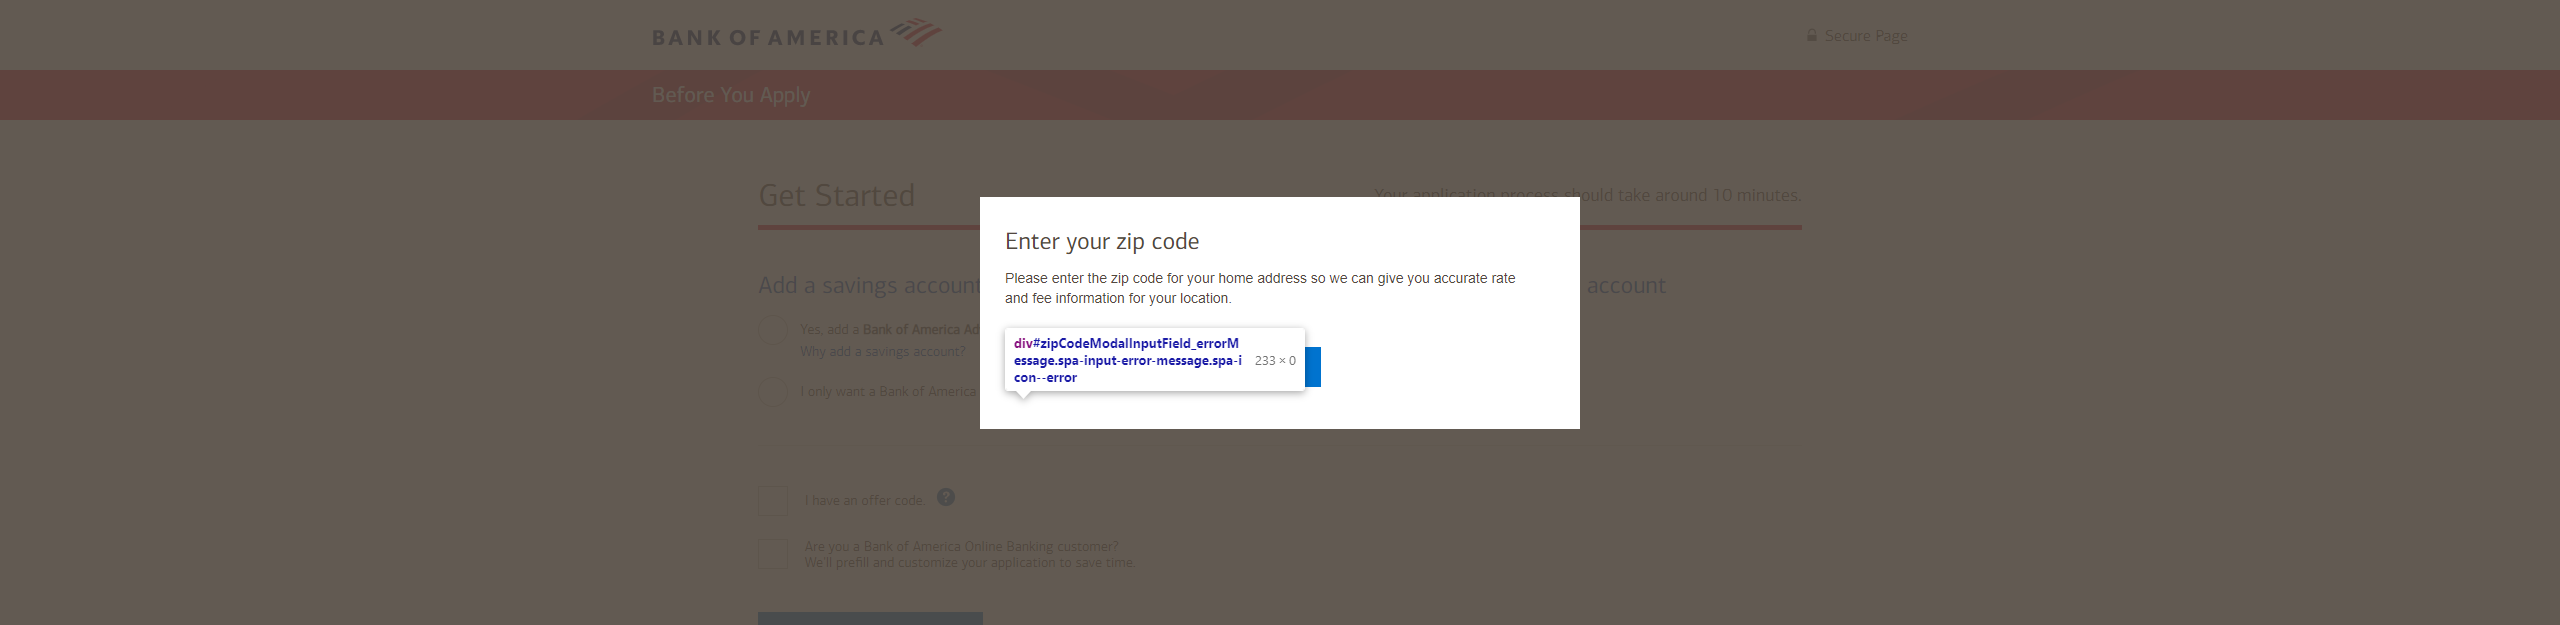 BANK OF AMERICA
Secure Page
Before You Apply
Get Started
Your application process should take around 10 minutes.
Enter your zip code
Please enter the zip code for your home address so we can give you accurate rate
and fee information for your location.
Add a savings account
account
div#zipCodeModalInputField_errorM
essage.spa-input-error-message.spa-i
con--error
233 × 0
Yes, add a Bank of America Ad
Why add a savings account?
I only want a Bank of America
I have an offer code.
?
Are you a Bank of America Online Banking customer?
We'll prefill and customize your application to save time.